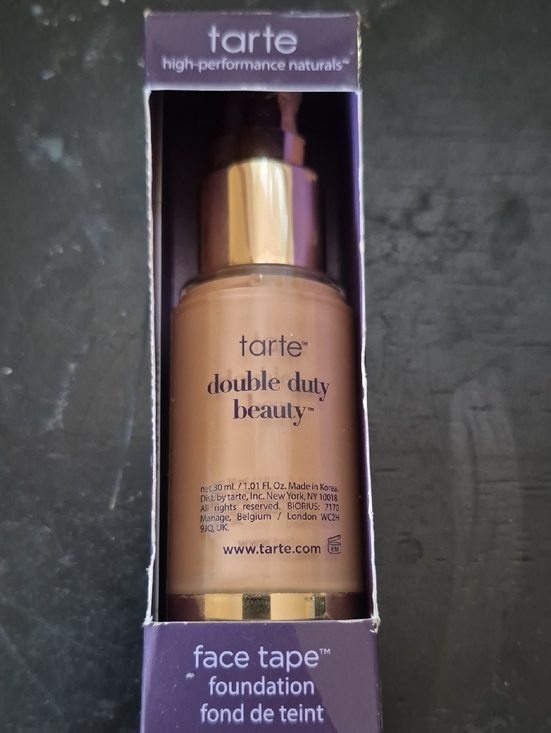 tarte
high-performance naturals™
tarte™
double duty
beauty™
net 30 ml. / 1.01 Fl. Oz. Made in Korea.
Dist. by tarte, Inc. New York, NY 10018.
All rights reserved. BIORIUS: 7170
Manage, Belgium / London WC2H
9JQ, UK.
www.tarte.com 6M
face tape™
foundation
fond de teint